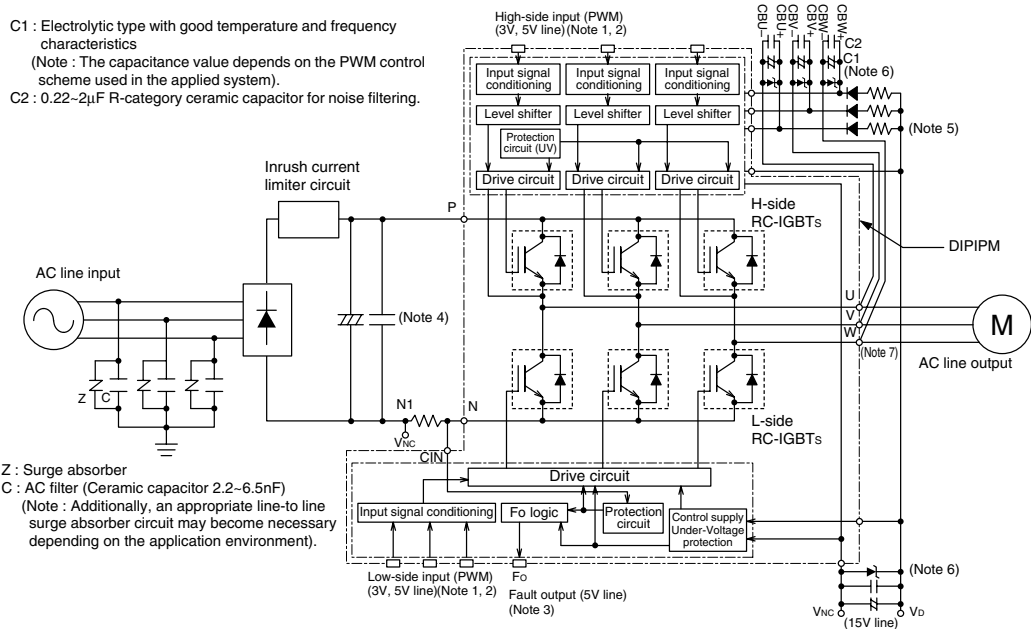 C1 : Electrolytic type with good temperature and frequency
characteristics
(Note : The capacitance value depends on the PWM control
scheme used in the applied system).
C2 : 0.22~2μF R-category ceramic capacitor for noise filtering.
High-side input (PWM)
(3V, 5V line)(Note 1, 2)
CBU–
CBU+
CBV–
CBV+
CBW–
CBW+
C2
C1
(Note 6)
(Note 5)
Input signal
conditioning
Input signal
conditioning
Input signal
conditioning
Level shifter
Level shifter
Level shifter
Protection
circuit (UV)
Drive circuit
Drive circuit
Drive circuit
Inrush current
limiter circuit
P
H-side
RC-IGBTs
DIPIPM
AC line input
(Note 4)
U
V
W
(Note 7)
M
AC line output
Z
C
N1
N
VNC
CIN
L-side
RC-IGBTs
Z : Surge absorber
C : AC filter (Ceramic capacitor 2.2~6.5nF)
(Note : Additionally, an appropriate line-to line
surge absorber circuit may become necessary
depending on the application environment).
Drive circuit
Input signal conditioning
Fo logic
Protection
circuit
Control supply
Under-Voltage
protection
Low-side input (PWM)
(3V, 5V line)(Note 1, 2)
Fo
Fault output (5V line)
(Note 3)
(Note 6)
VNC
VD
(15V line)